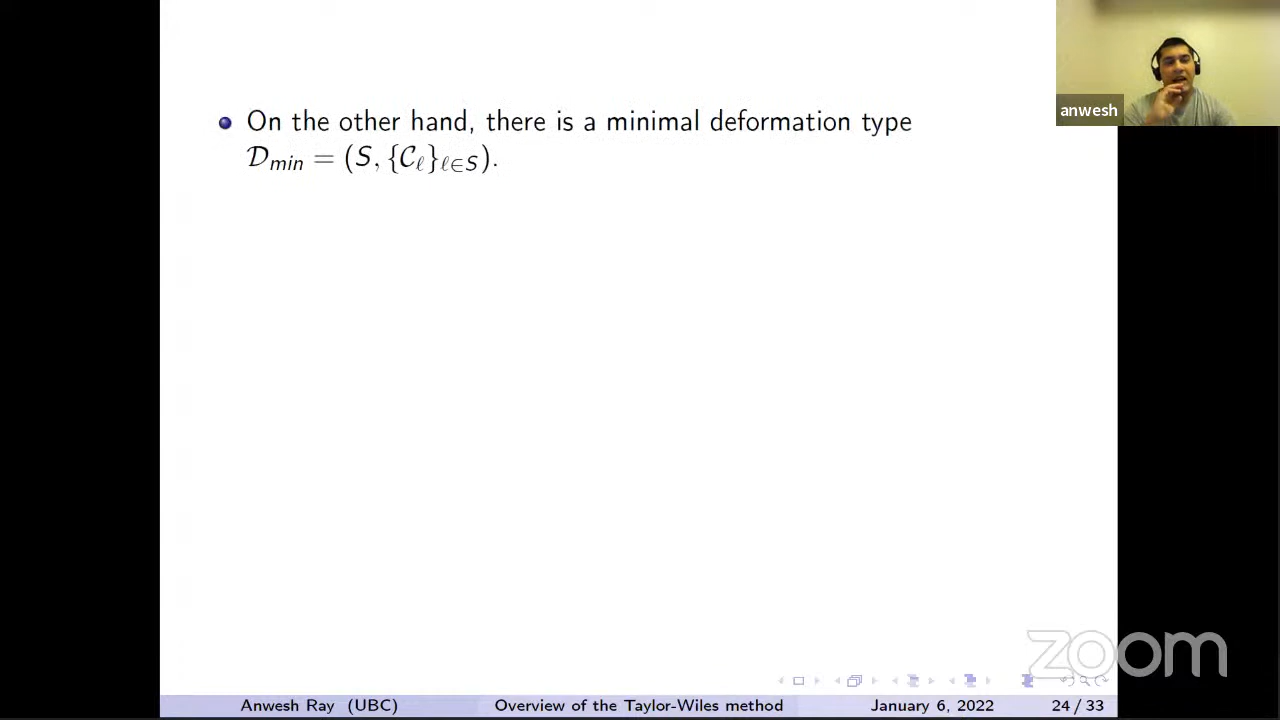 anwesh
On the other hand, there is a minimal deformation type
𝒟_min = (S, {𝒞_ℓ}_ℓ∈S).
zoom
Anwesh Ray (UBC) Overview of the Taylor-Wiles method January 6, 2022 24 / 33